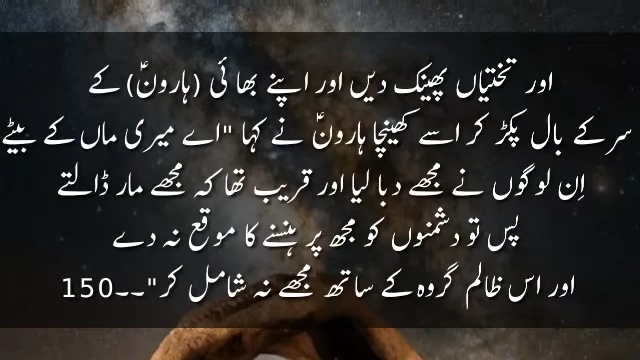 اور تختیاں پھینک دیں اور اپنے بھائی (ہارونؑ) کے
سر کے بال پکڑ کر اسے کھینچا ہارونؑ نے کہا "اے میری ماں کے بیٹے
اِن لوگوں نے مجھے دبا لیا اور قریب تھا کہ مجھے مار ڈالتے
پس تو دشمنوں کو مجھ پر ہنسنے کا موقع نہ دے
اور اس ظالم گروہ کے ساتھ مجھے نہ شامل کر"۔۔150